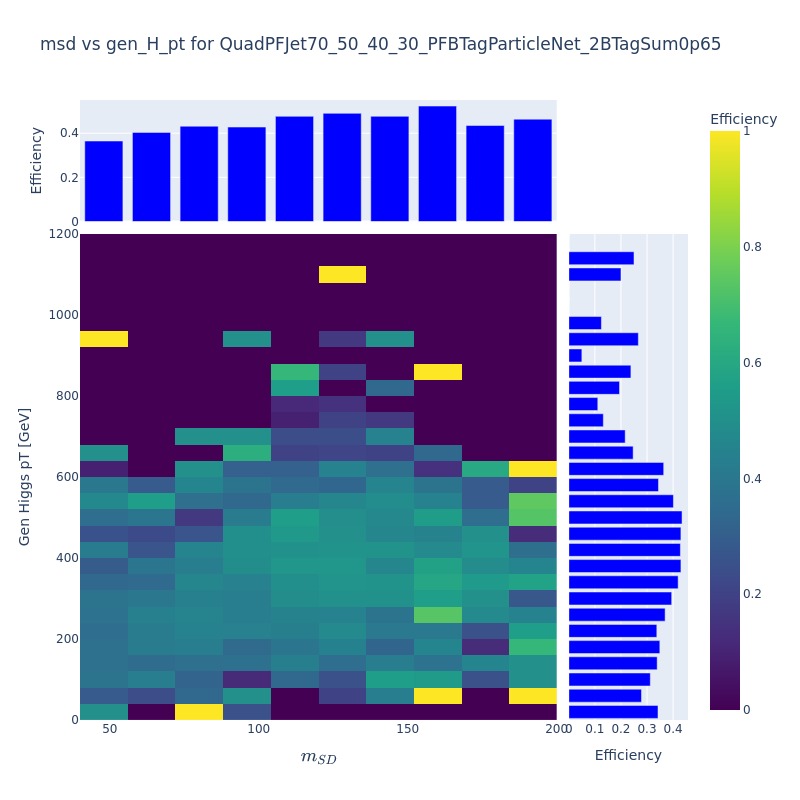 msd vs gen_H_pt for QuadPFJet70_50_40_30_PFBTagParticleNet_2BTagSum0p65
Efficiency
0.4
0.2
0
Efficiency
1
0.8
0.6
0.4
0.2
0
Gen Higgs pT [GeV]
1200
1000
800
600
400
200
0
50 100 150 200
m_SD
0 0.1 0.2 0.3 0.4
Efficiency